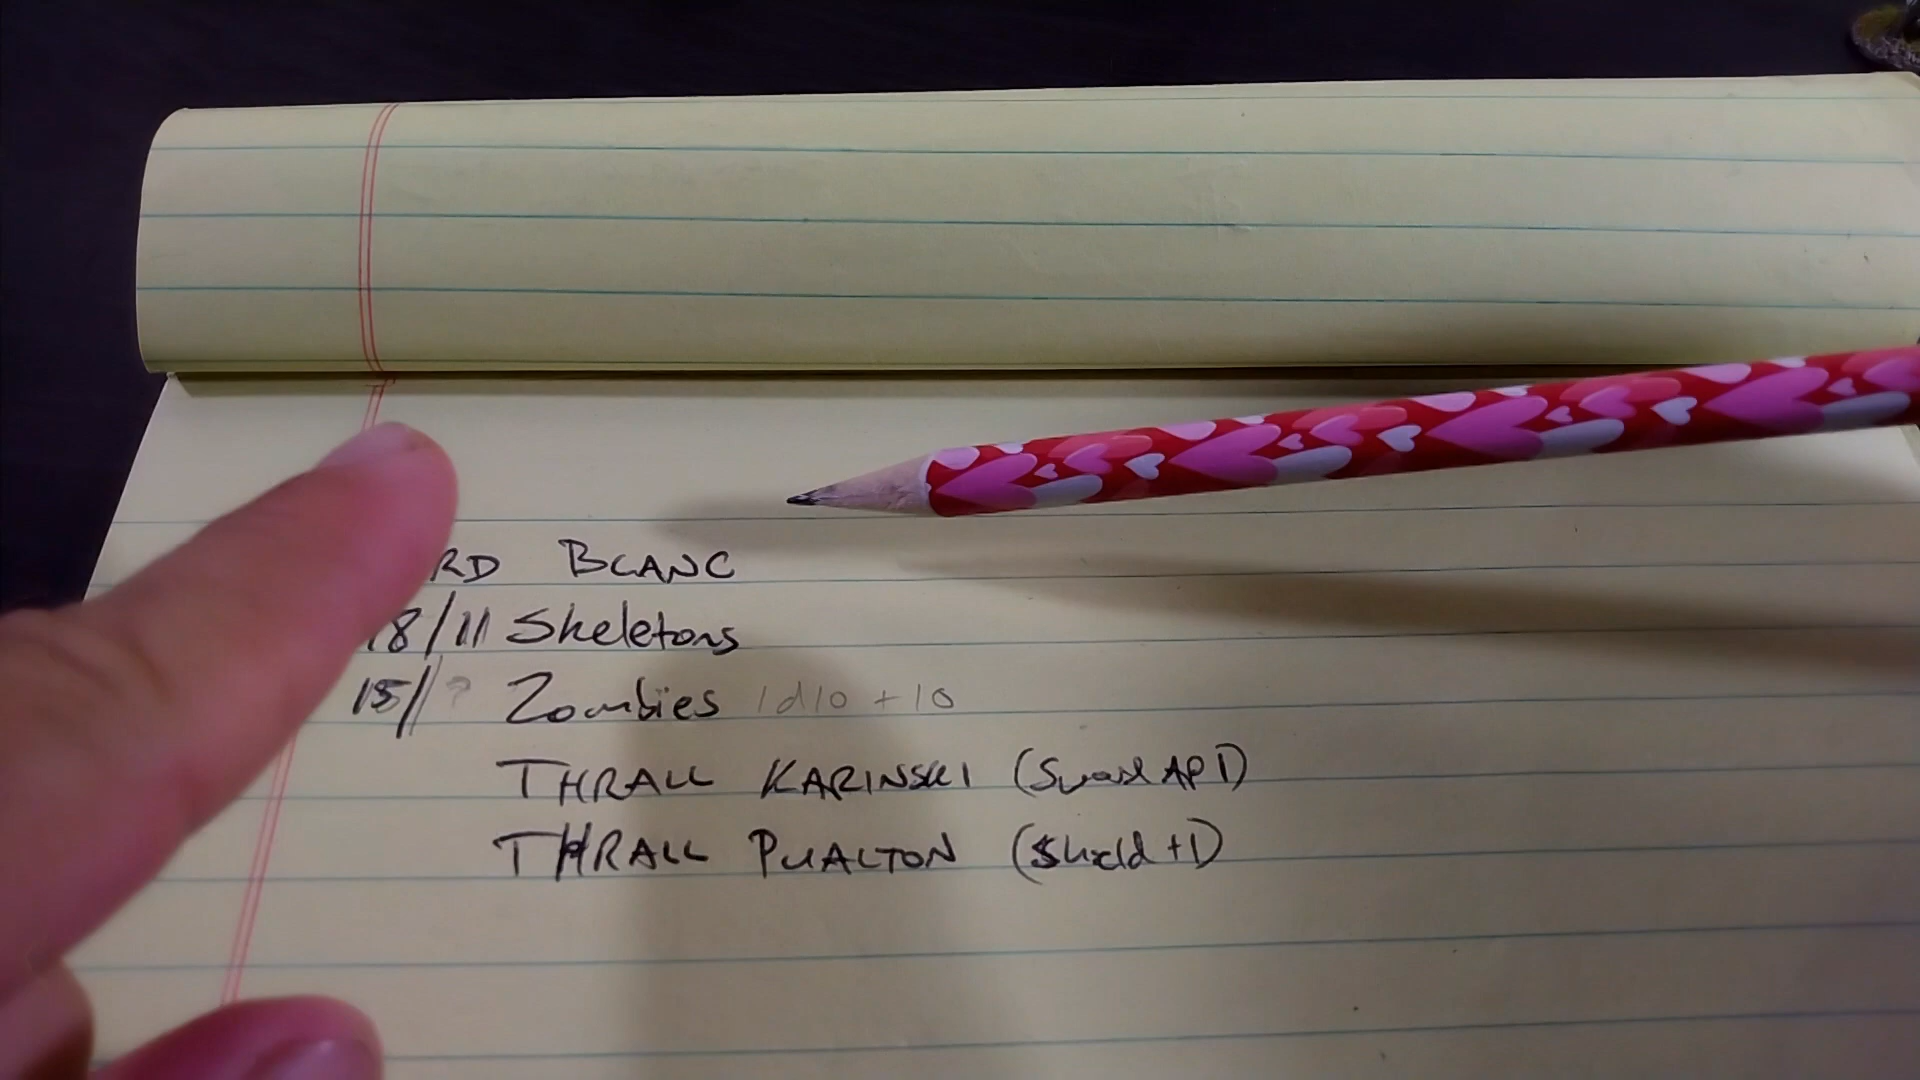 RD BLANC
18/11 Skeletons
15/ ? Zombies 1d10 + 10
THRALL KARINSKI (Sword AP1)
THRALL PUALTON (Shield +1)